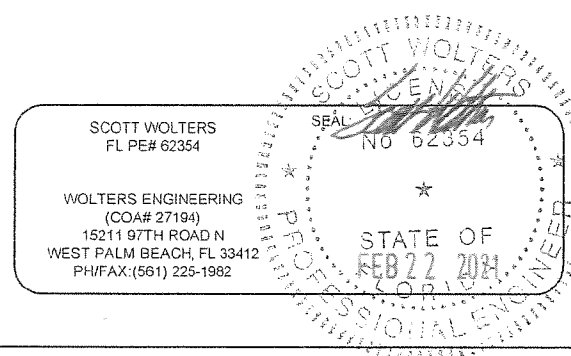 SCOTT WOLTERS
FL PE# 62354
WOLTERS ENGINEERING
(COA# 27194)
15211 97TH ROAD N
WEST PALM BEACH, FL 33412
PH/FAX:(561) 225-1982
SEAL:
SCOTT WOLTERS
LICENSE
No 62354
STATE OF
FEB 22 2021
FLORIDA
PROFESSIONAL ENGINEER